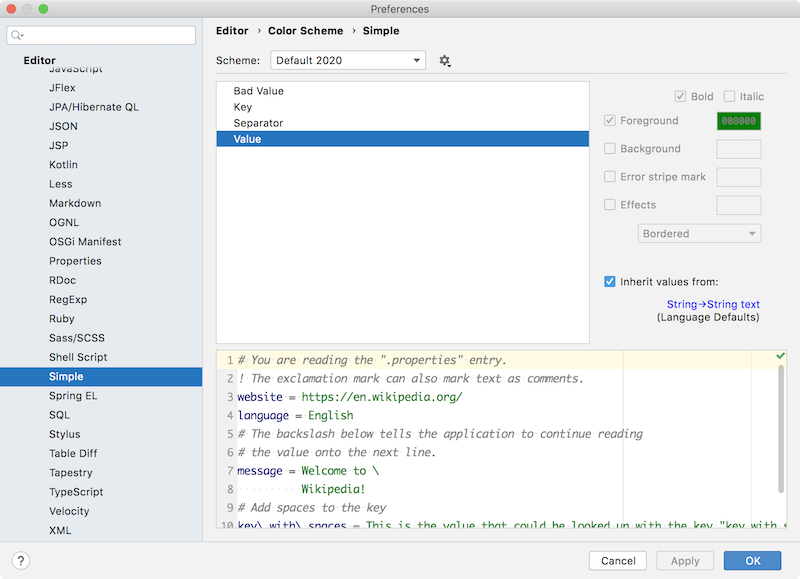 Preferences
Editor
JavaScript
JFlex
JPA/Hibernate QL
JSON
JSP
Kotlin
Less
Markdown
OGNL
OSGi Manifest
Properties
RDoc
RegExp
Ruby
Sass/SCSS
Shell Script
Simple
Spring EL
SQL
Stylus
Table Diff
Tapestry
TypeScript
Velocity
XML
Editor › Color Scheme › Simple
Scheme: Default 2020
Bad Value
Key
Separator
Value
Bold Italic
Foreground 008000
Background
Error stripe mark
Effects
Bordered
Inherit values from:
String→String text
(Language Defaults)
1 # You are reading the ".properties" entry.
2 ! The exclamation mark can also mark text as comments.
3 website = https://en.wikipedia.org/
4 language = English
5 # The backslash below tells the application to continue reading
6 # the value onto the next line.
7 message = Welcome to \
8 Wikipedia!
9 # Add spaces to the key
10 key\ with\ spaces = This is the value that could be looked up with the key "key with s
? Cancel Apply OK